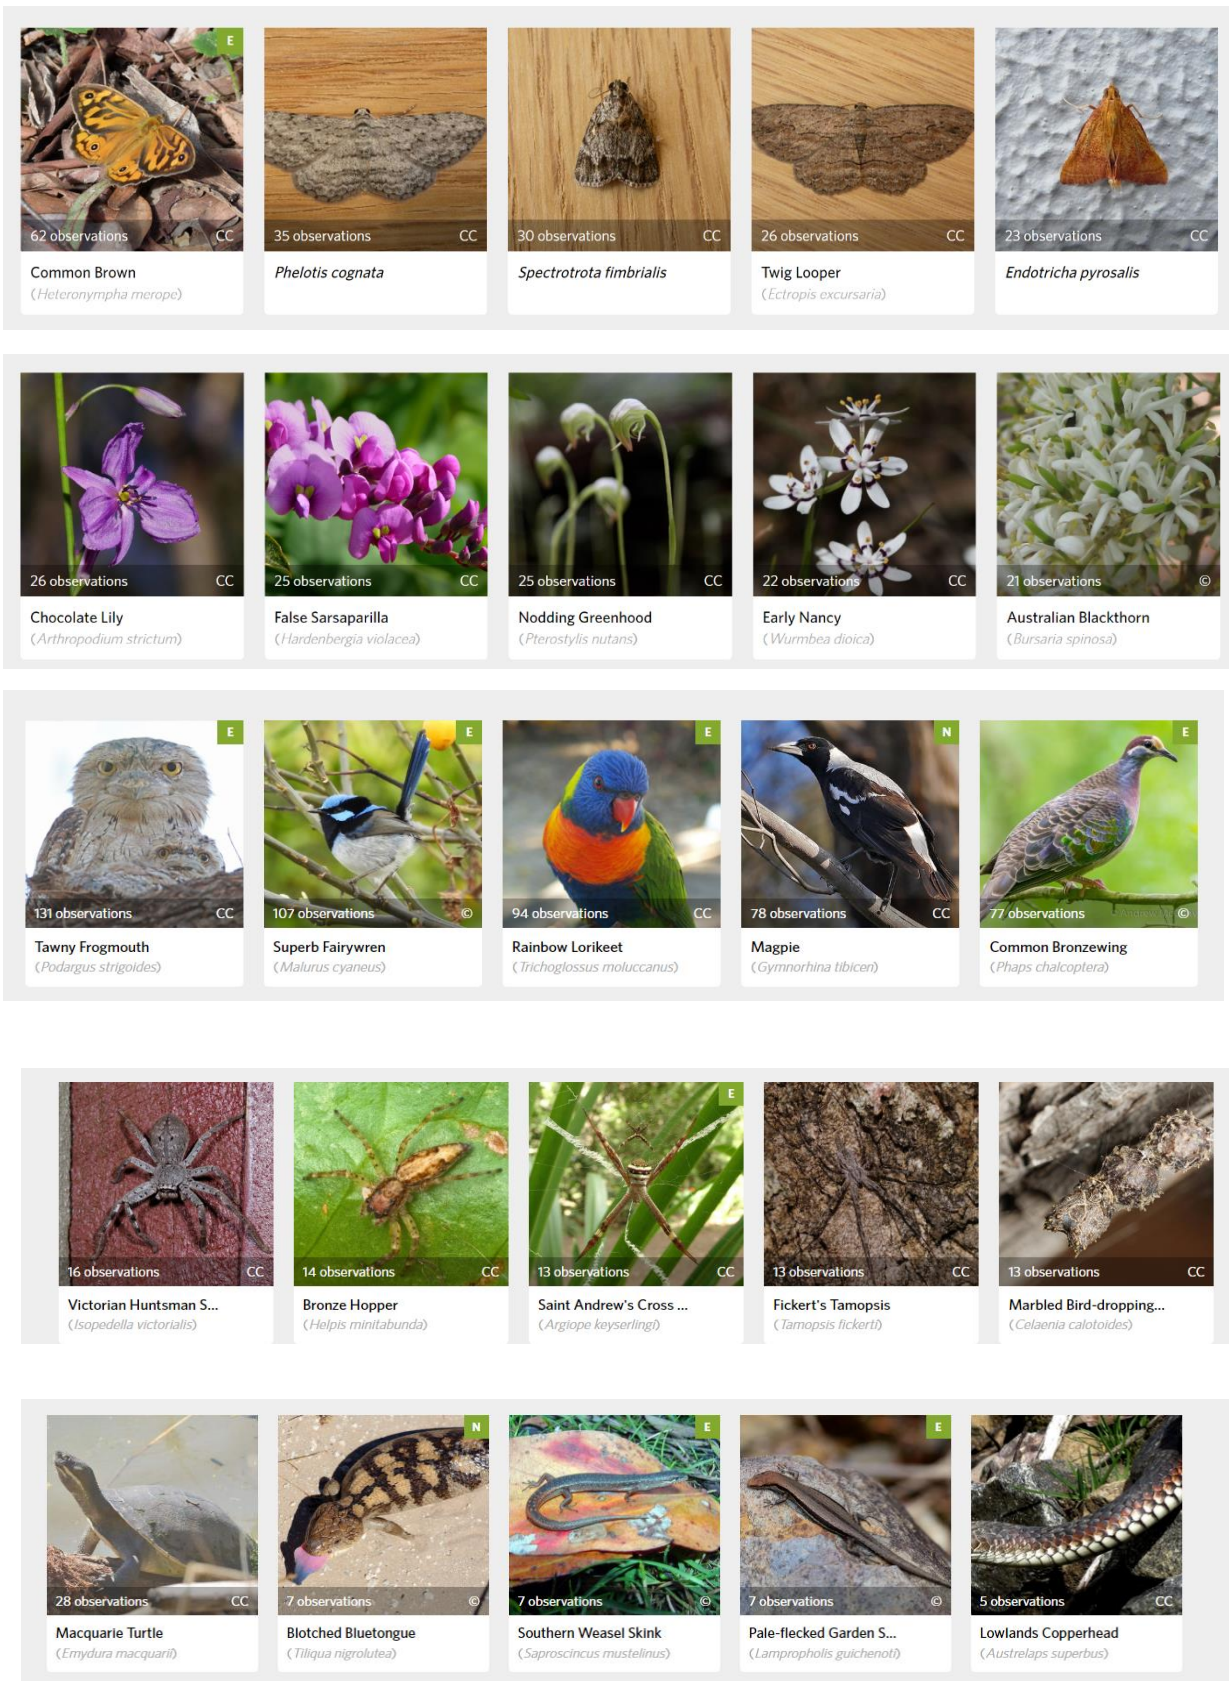 E
62 observations CC
35 observations CC
30 observations CC
26 observations CC
23 observations CC
Common Brown
(Heteronympha merope)
Phelotis cognata
Spectrotrota fimbrialis
Twig Looper
(Ectropis excursaria)
Endotricha pyrosalis
26 observations CC
25 observations CC
25 observations CC
22 observations CC
21 observations ©
Chocolate Lily
(Arthropodium strictum)
False Sarsaparilla
(Hardenbergia violacea)
Nodding Greenhood
(Pterostylis nutans)
Early Nancy
(Wurmbea dioica)
Australian Blackthorn
(Bursaria spinosa)
E
131 observations CC
Tawny Frogmouth
(Podargus strigoides)
E
107 observations ©
Superb Fairywren
(Malurus cyaneus)
E
94 observations CC
Rainbow Lorikeet
(Trichoglossus moluccanus)
N
78 observations CC
Magpie
(Gymnorhina tibicen)
E
77 observations ©
Common Bronzewing
(Phaps chalcoptera)
16 observations CC
Victorian Huntsman S...
(Isopedella victorialis)
14 observations CC
Bronze Hopper
(Helpis minitabunda)
E
13 observations CC
Saint Andrew's Cross ...
(Argiope keyserlingi)
13 observations CC
Fickert's Tamopsis
(Tamopsis fickerti)
13 observations CC
Marbled Bird-dropping...
(Celaenia calotoides)
28 observations CC
Macquarie Turtle
(Emydura macquarii)
N
7 observations ©
Blotched Bluetongue
(Tiliqua nigrolutea)
E
7 observations ©
Southern Weasel Skink
(Saproscincus mustelinus)
E
7 observations ©
Pale-flecked Garden S...
(Lampropholis guichenoti)
5 observations CC
Lowlands Copperhead
(Austrelaps superbus)